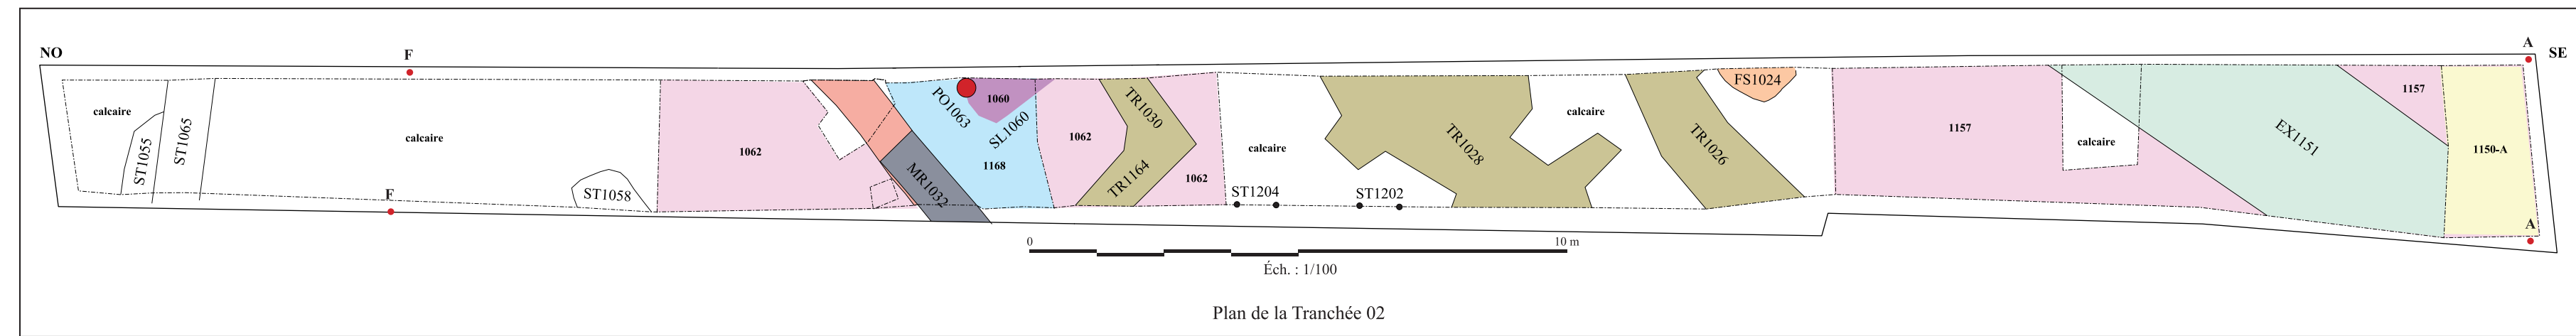 NO
F
A
SE
calcaire
ST1055
ST1065
calcaire
F
ST1058
1062
MR1032
PO1063
1060
SL1060
1168
1062
TR1030
TR1164
1062
calcaire
ST1204
ST1202
TR1028
calcaire
TR1026
FS1024
1157
calcaire
EX1151
1157
1150-A
A
0
10 m
Éch. : 1/100
Plan de la Tranchée 02